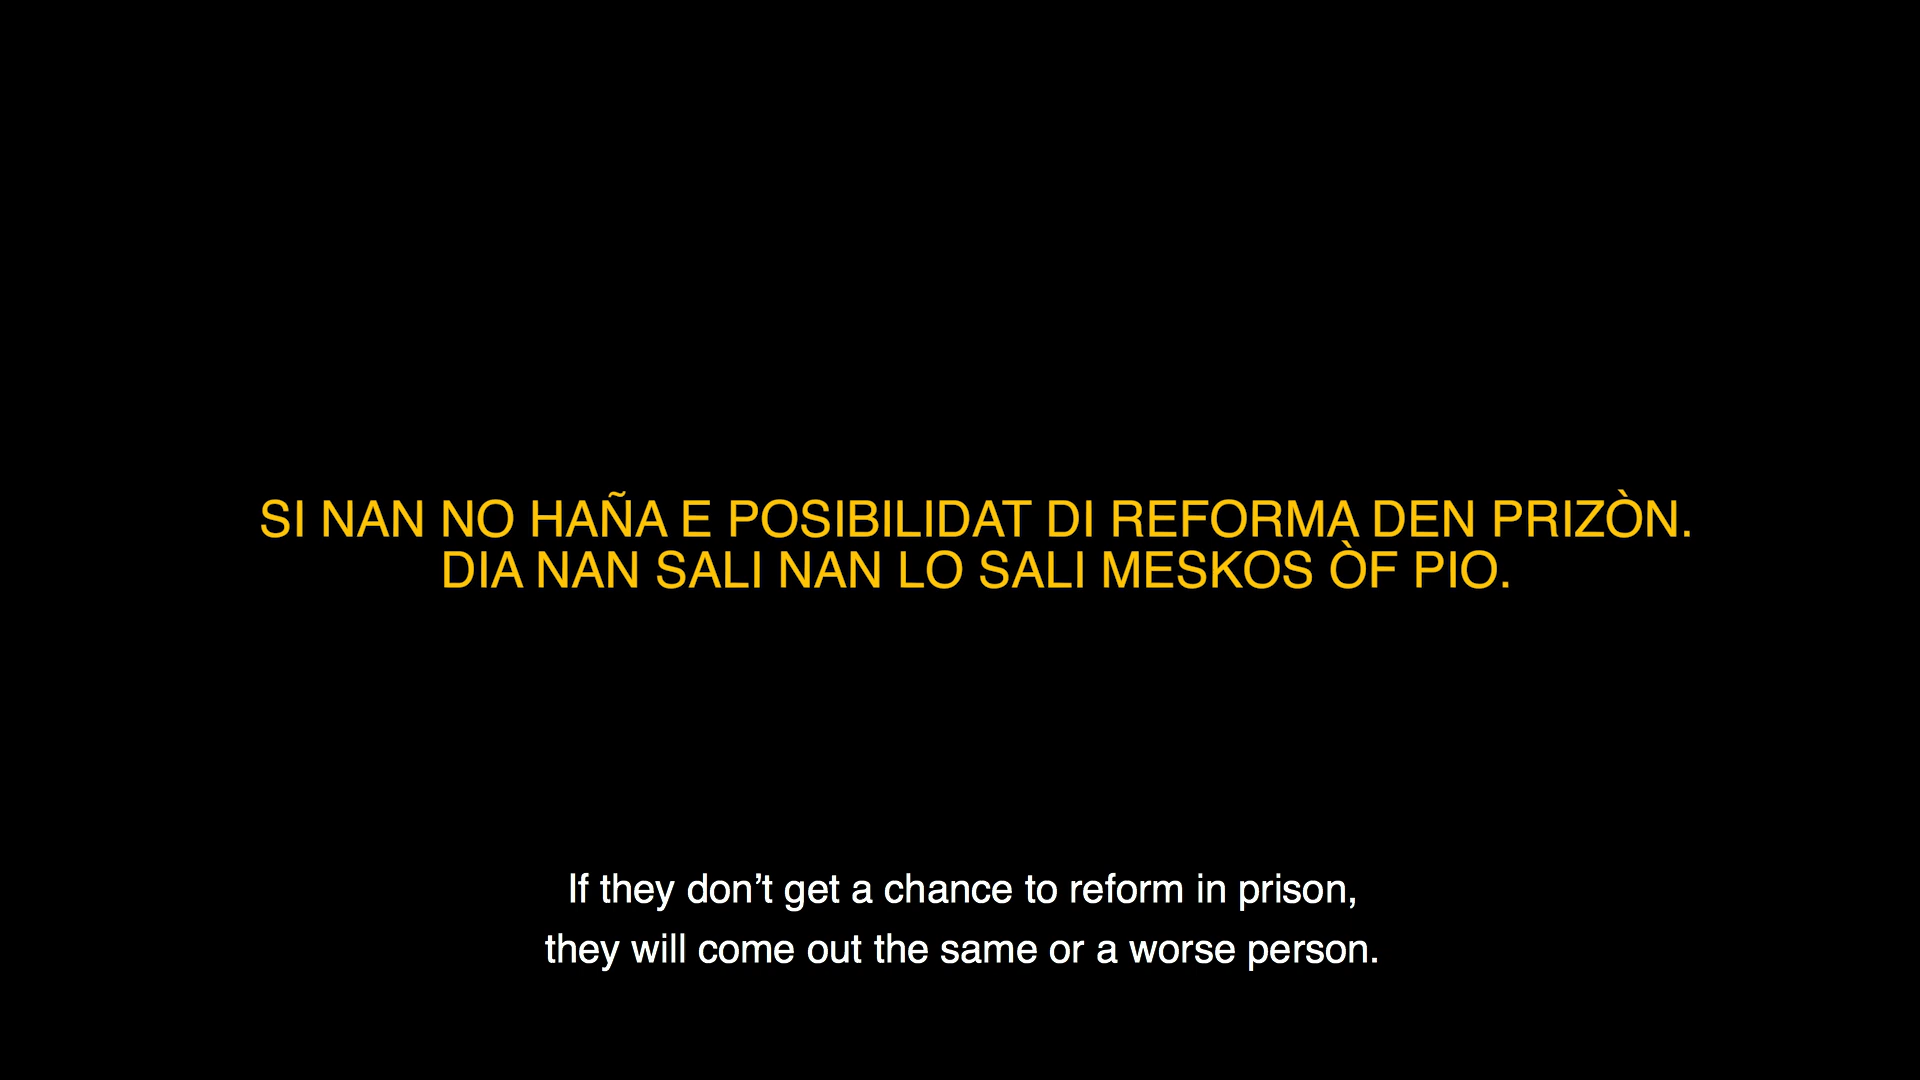 SI NAN NO HAÑA E POSIBILIDAT DI REFORMA DEN PRIZÒN.
DIA NAN SALI NAN LO SALI MESKOS ÒF PIO.
If they don’t get a chance to reform in prison,
they will come out the same or a worse person.